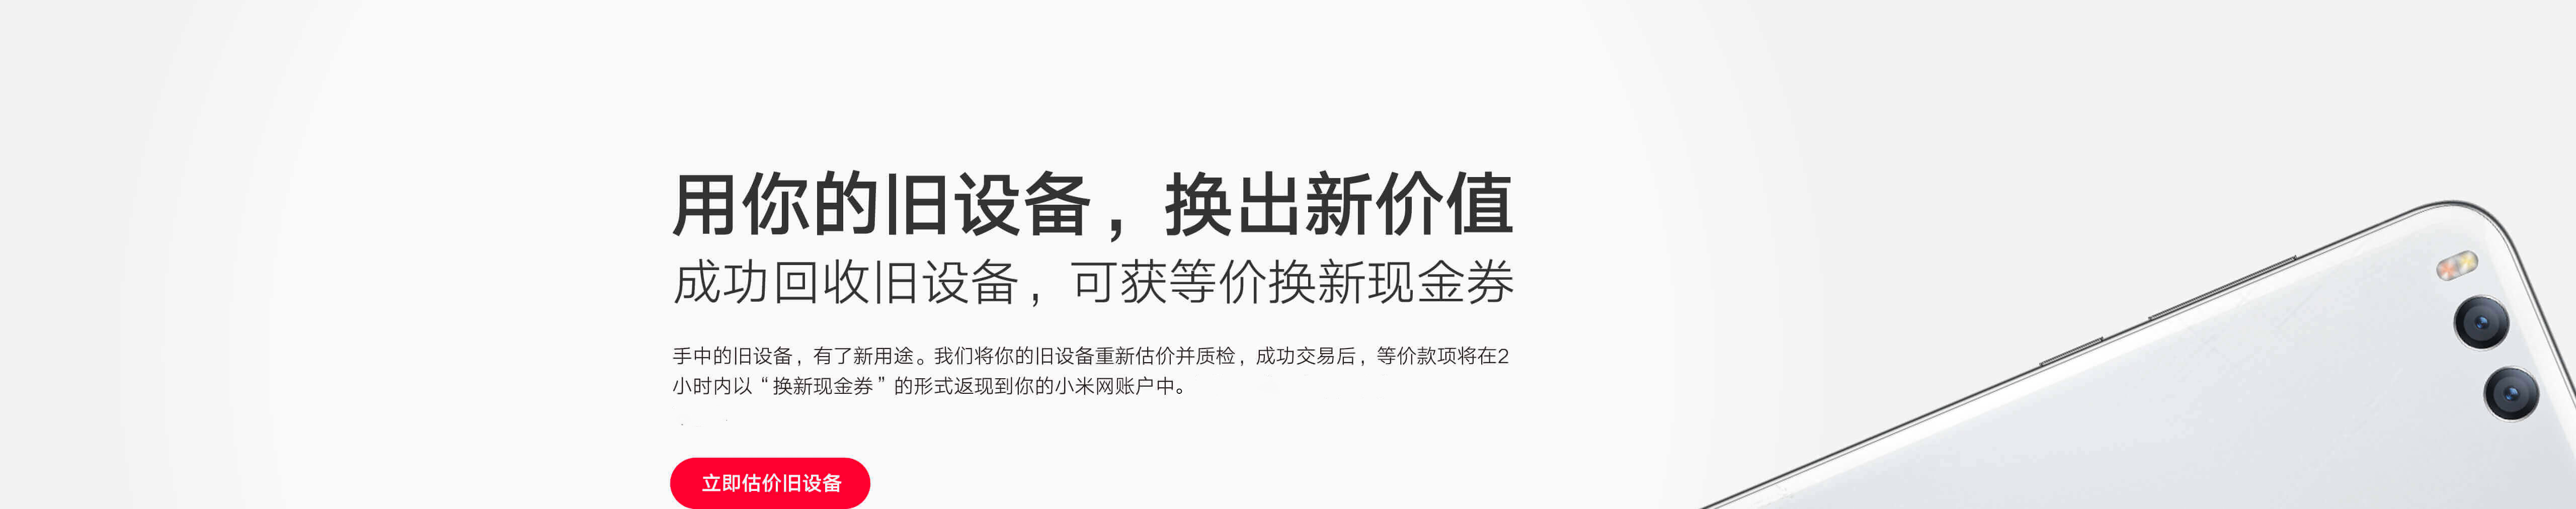 用你的旧设备，换出新价值
成功回收旧设备，可获等价换新现金券
手中的旧设备，有了新用途。我们将你的旧设备重新估价并质检，成功交易后，等价款项将在2
小时内以“换新现金券”的形式返现到你的小米网账户中。
立即估价旧设备